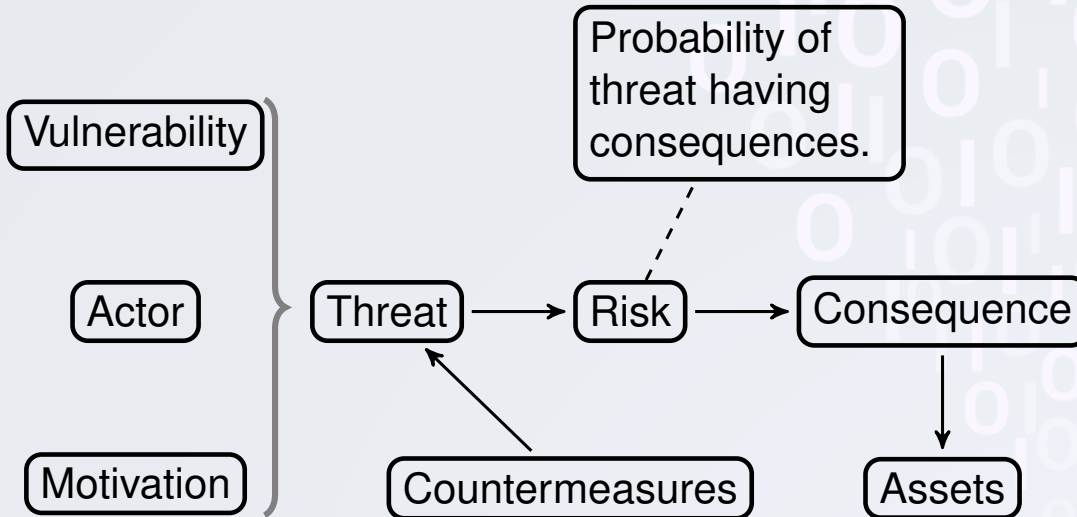 Probability of
threat having
consequences.
Vulnerability
Actor
Threat
Risk
Consequence
Motivation
Countermeasures
Assets